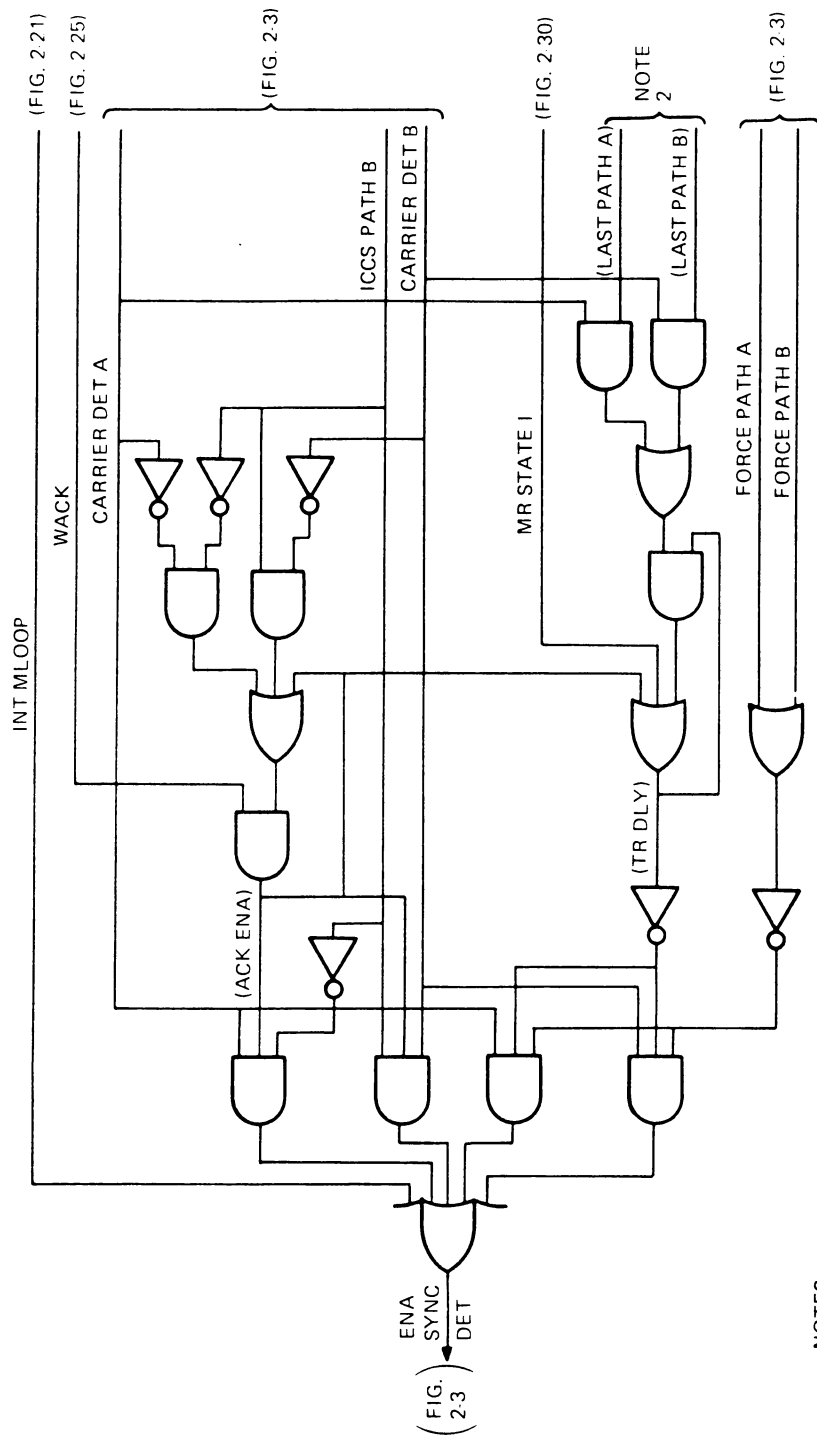 INT MLOOP
(FIG. 2-21)
WACK
(FIG. 2 25)
CARRIER DET A
(FIG. 2-3)
ICCS PATH B
CARRIER DET B
(ACK ENA)
MR STATE I
(FIG. 2-30)
(LAST PATH A)
NOTE
2
(LAST PATH B)
(TR DLY)
FORCE PATH A
FORCE PATH B
(FIG. 2-3)
ENA
SYNC
DET
(FIG.
2-3)